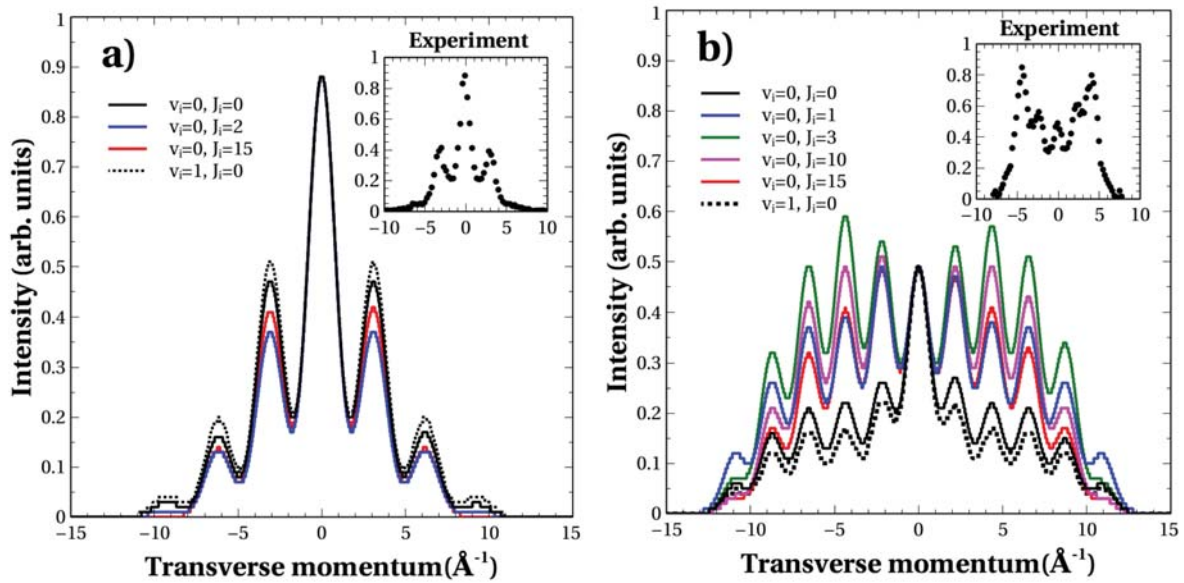 a)
Experiment
1
0.8
0.6
0.4
0.2
0
−10 −5 0 5 10
vᵢ=0, Jᵢ=0
vᵢ=0, Jᵢ=2
vᵢ=0, Jᵢ=15
vᵢ=1, Jᵢ=0
Intensity (arb. units)
1
0.9
0.8
0.7
0.6
0.5
0.4
0.3
0.2
0.1
0
−15 −10 −5 0 5 10 15
Transverse momentum(Å⁻¹)
b)
Experiment
1
0.8
0.6
0.4
0.2
0
−10 −5 0 5 10
vᵢ=0, Jᵢ=0
vᵢ=0, Jᵢ=1
vᵢ=0, Jᵢ=3
vᵢ=0, Jᵢ=10
vᵢ=0, Jᵢ=15
vᵢ=1, Jᵢ=0
Intensity (arb. units)
1
0.9
0.8
0.7
0.6
0.5
0.4
0.3
0.2
0.1
0
−15 −10 −5 0 5 10 15
Transverse momentum(Å⁻¹)